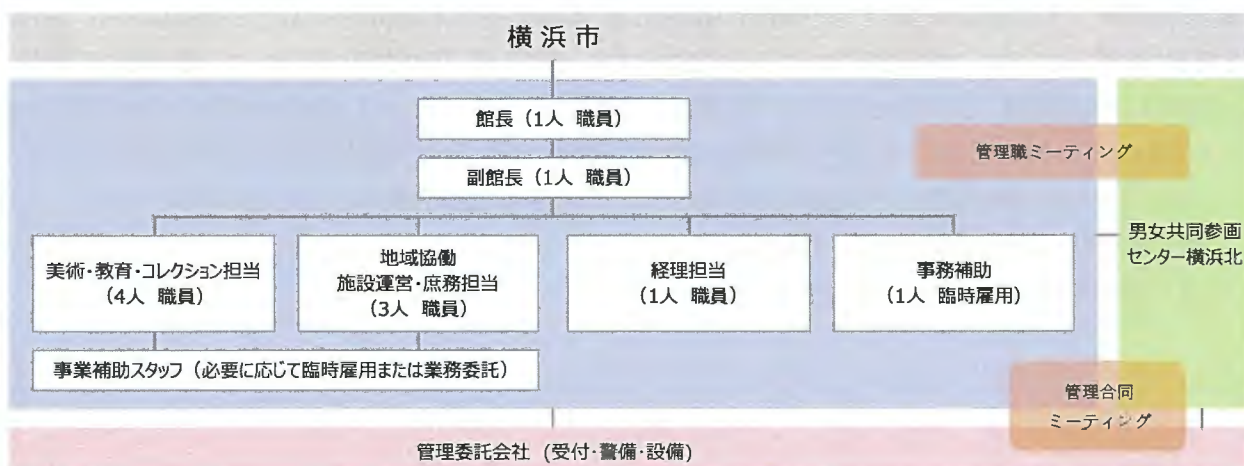 横浜市
館長（1人 職員）
管理職ミーティング
副館長（1人 職員）
美術・教育・コレクション担当
（4人 職員）
地域協働
施設運営・庶務担当
（3人 職員）
経理担当
（1人 職員）
事務補助
（1人 臨時雇用）
男女共同参画
センター横浜北
事業補助スタッフ（必要に応じて臨時雇用または業務委託）
管理合同
ミーティング
管理委託会社 (受付・警備・設備)